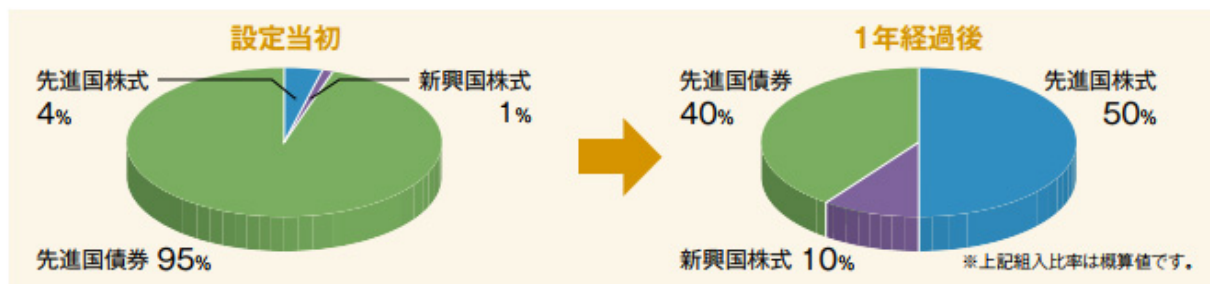 設定当初
先進国株式
4%
新興国株式
1%
先進国債券 95%
1年経過後
先進国債券
40%
先進国株式
50%
新興国株式 10%
※上記組入比率は概算値です。